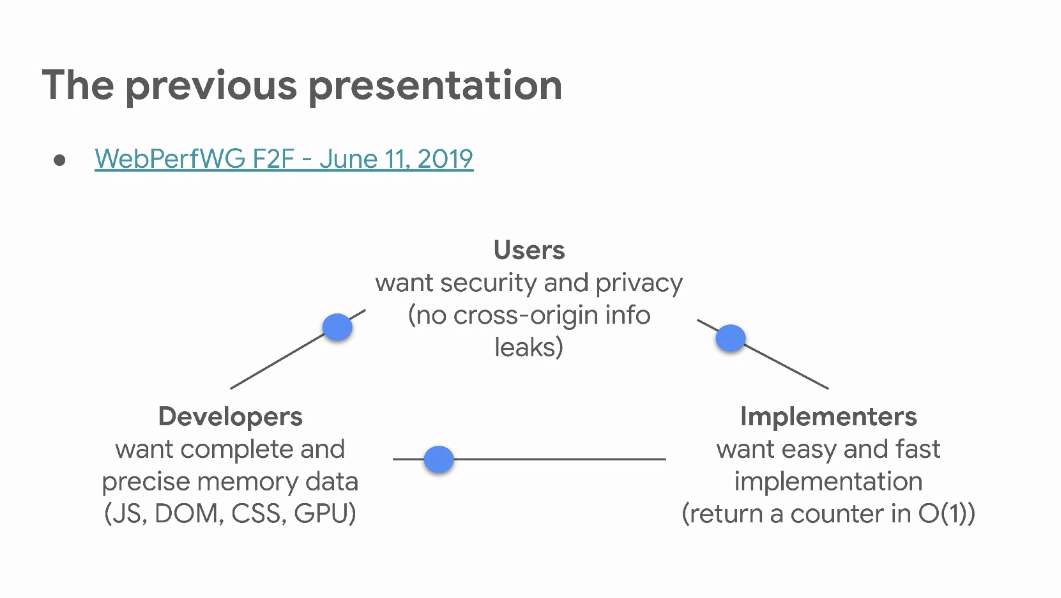 The previous presentation
● WebPerfWG F2F - June 11, 2019
Users
want security and privacy
(no cross-origin info
leaks)
Developers
want complete and
precise memory data
(JS, DOM, CSS, GPU)
Implementers
want easy and fast
implementation
(return a counter in O(1))